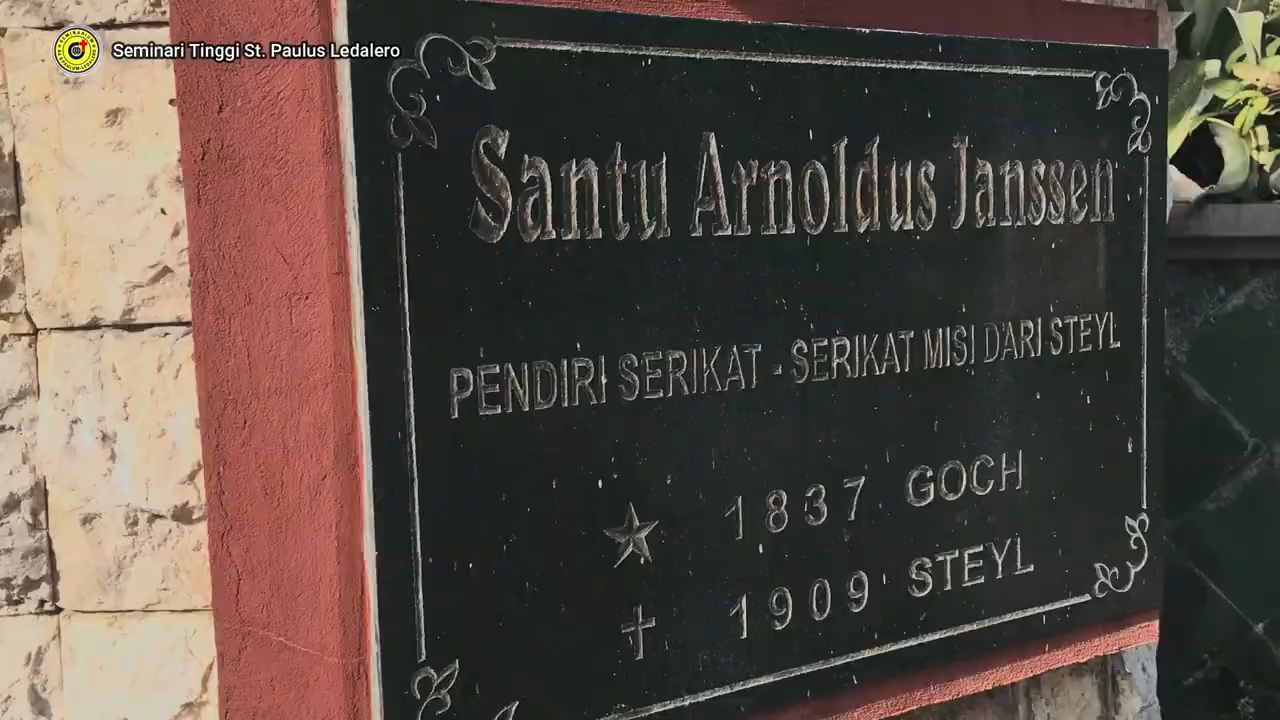 Seminari Tinggi St. Paulus Ledalero
Santu Arnoldus Janssen
PENDIRI SERIKAT - SERIKAT MISI DARI STEYL
1837 GOCH
1909 STEYL